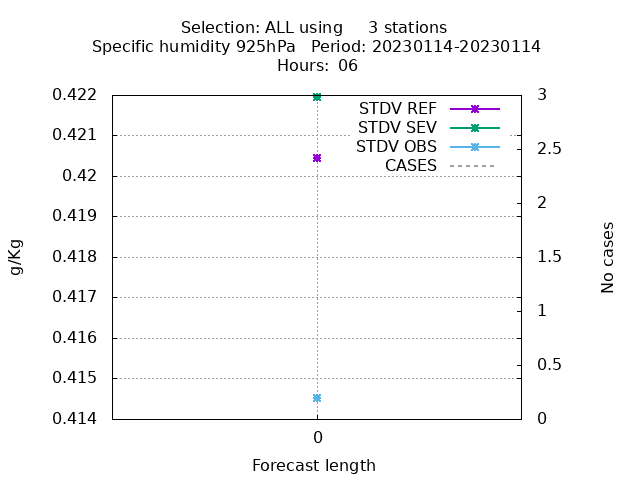 Selection: ALL using     3 stations
Specific humidity 925hPa   Period: 20230114-20230114
Hours:  06
STDV REF
STDV SEV
STDV OBS
CASES
0.422
0.421
0.42
0.419
0.418
0.417
0.416
0.415
0.414
3
2.5
2
1.5
1
0.5
0
g/Kg
No cases
0
Forecast length